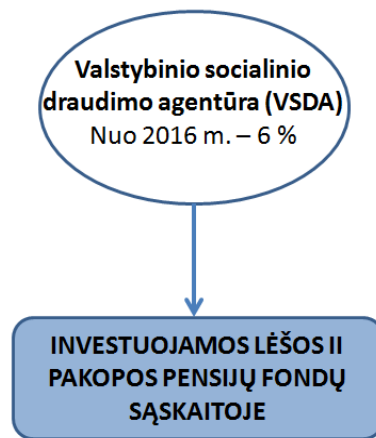 Valstybinio socialinio
draudimo agentūra (VSDA)
Nuo 2016 m. – 6 %
INVESTUOJAMOS LĖŠOS II
PAKOPOS PENSIJŲ FONDŲ
SĄSKAITOJE